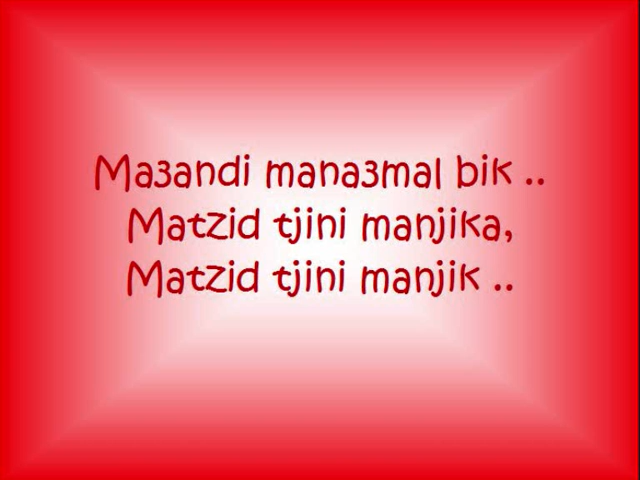 Ma3andi mana3mal bik ..
Matzid tjini manjika,
Matzid tjini manjik ..